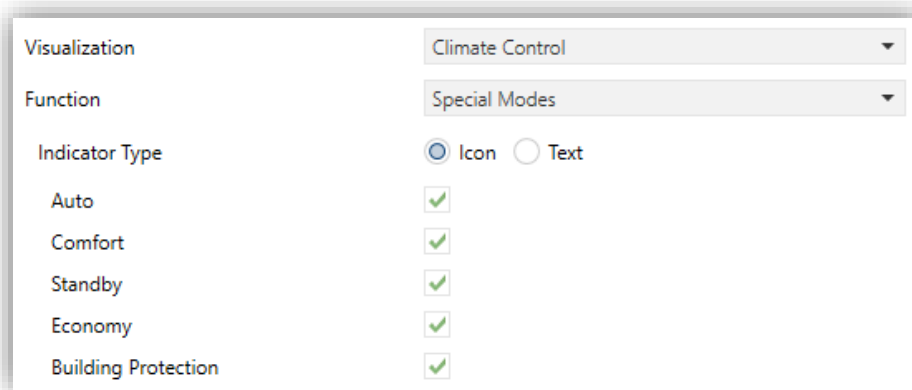 Visualization Climate Control
Function Special Modes
Indicator Type Icon Text
Auto
Comfort
Standby
Economy
Building Protection